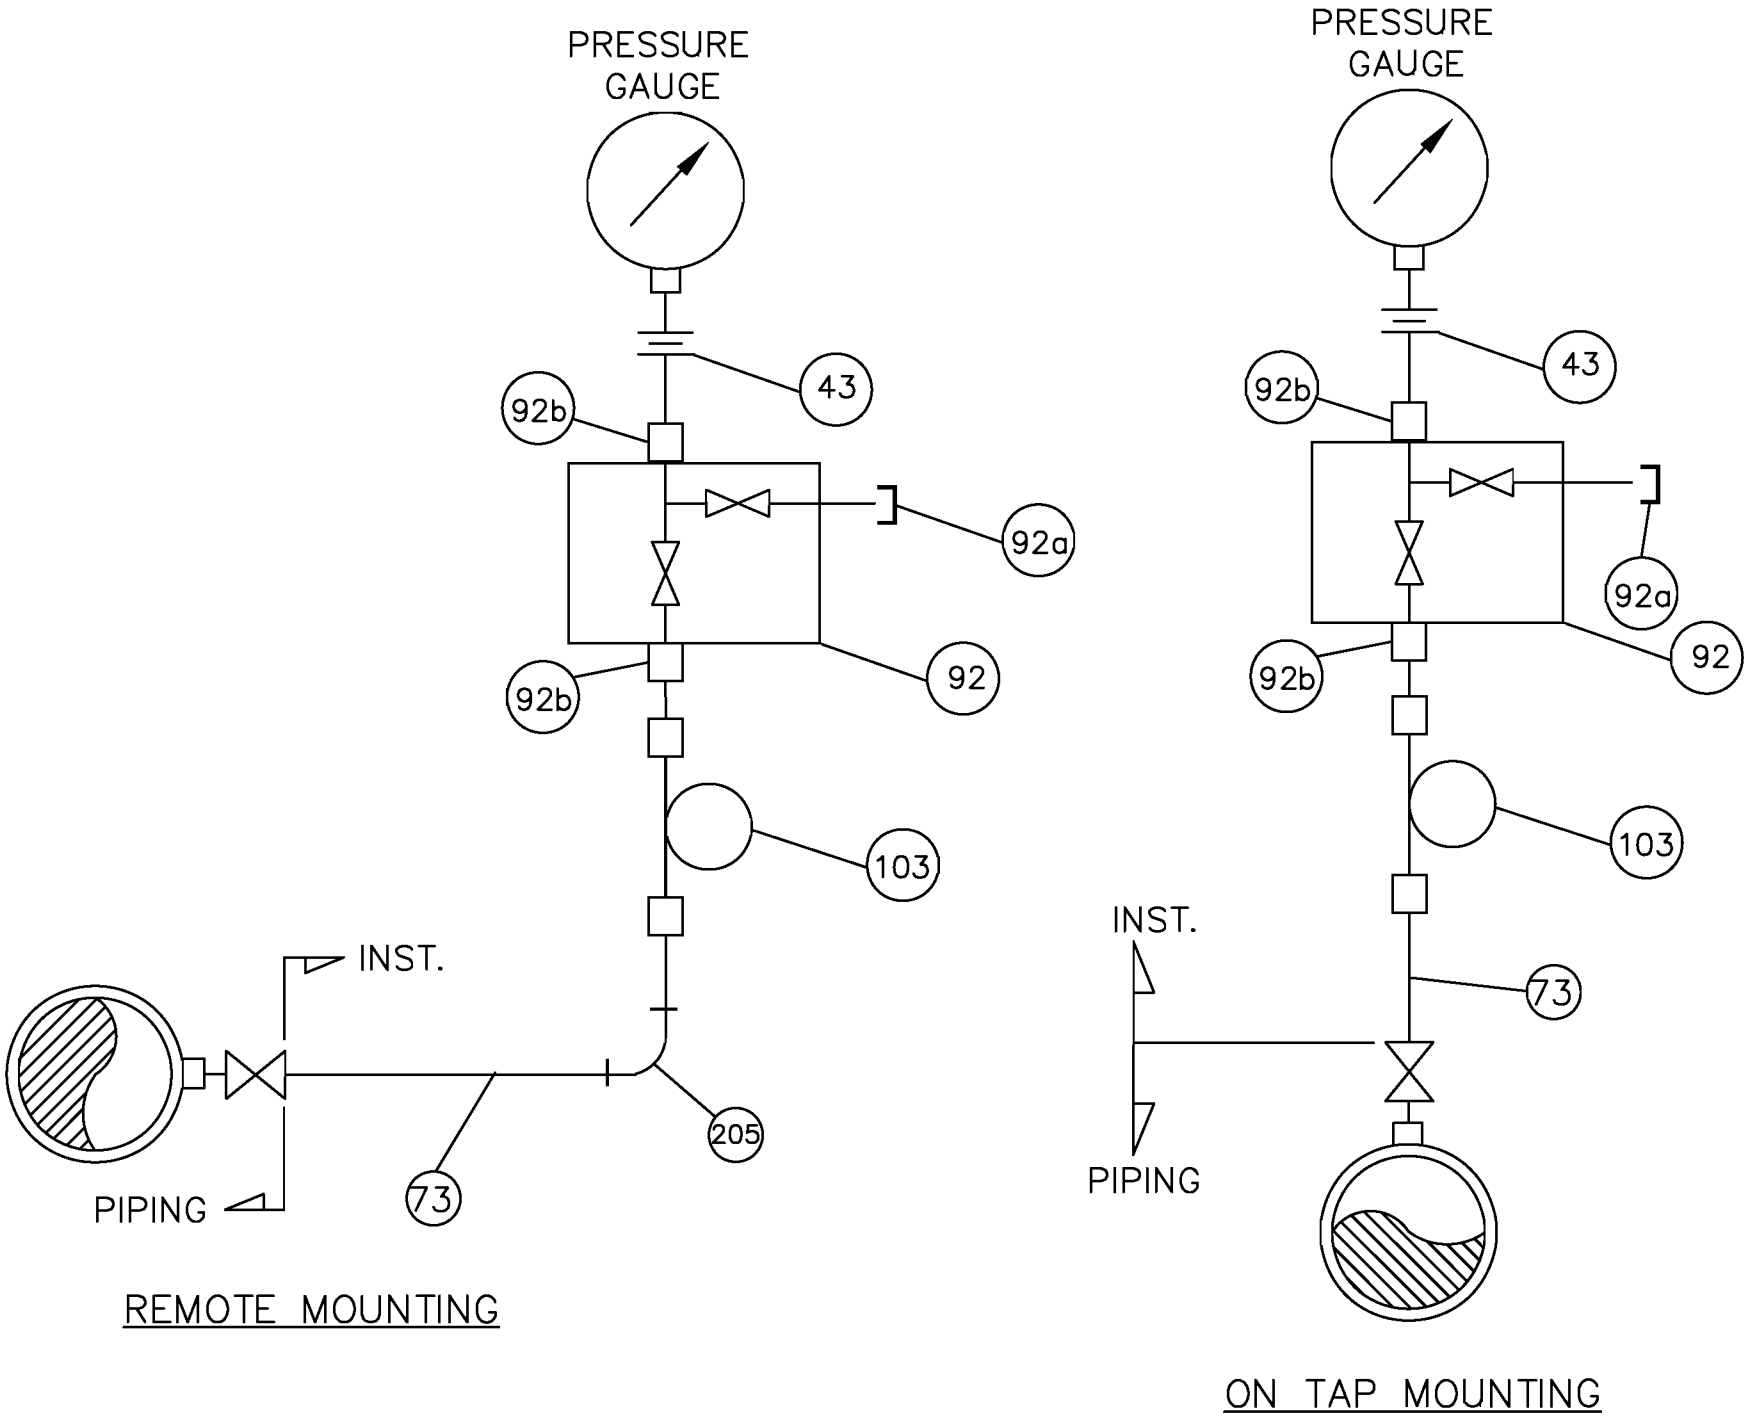 PRESSURE
GAUGE
43
92b
92a
92b
92
103
INST.
205
73
PIPING
REMOTE MOUNTING
PRESSURE
GAUGE
43
92b
92a
92b
92
103
INST.
73
PIPING
ON TAP MOUNTING